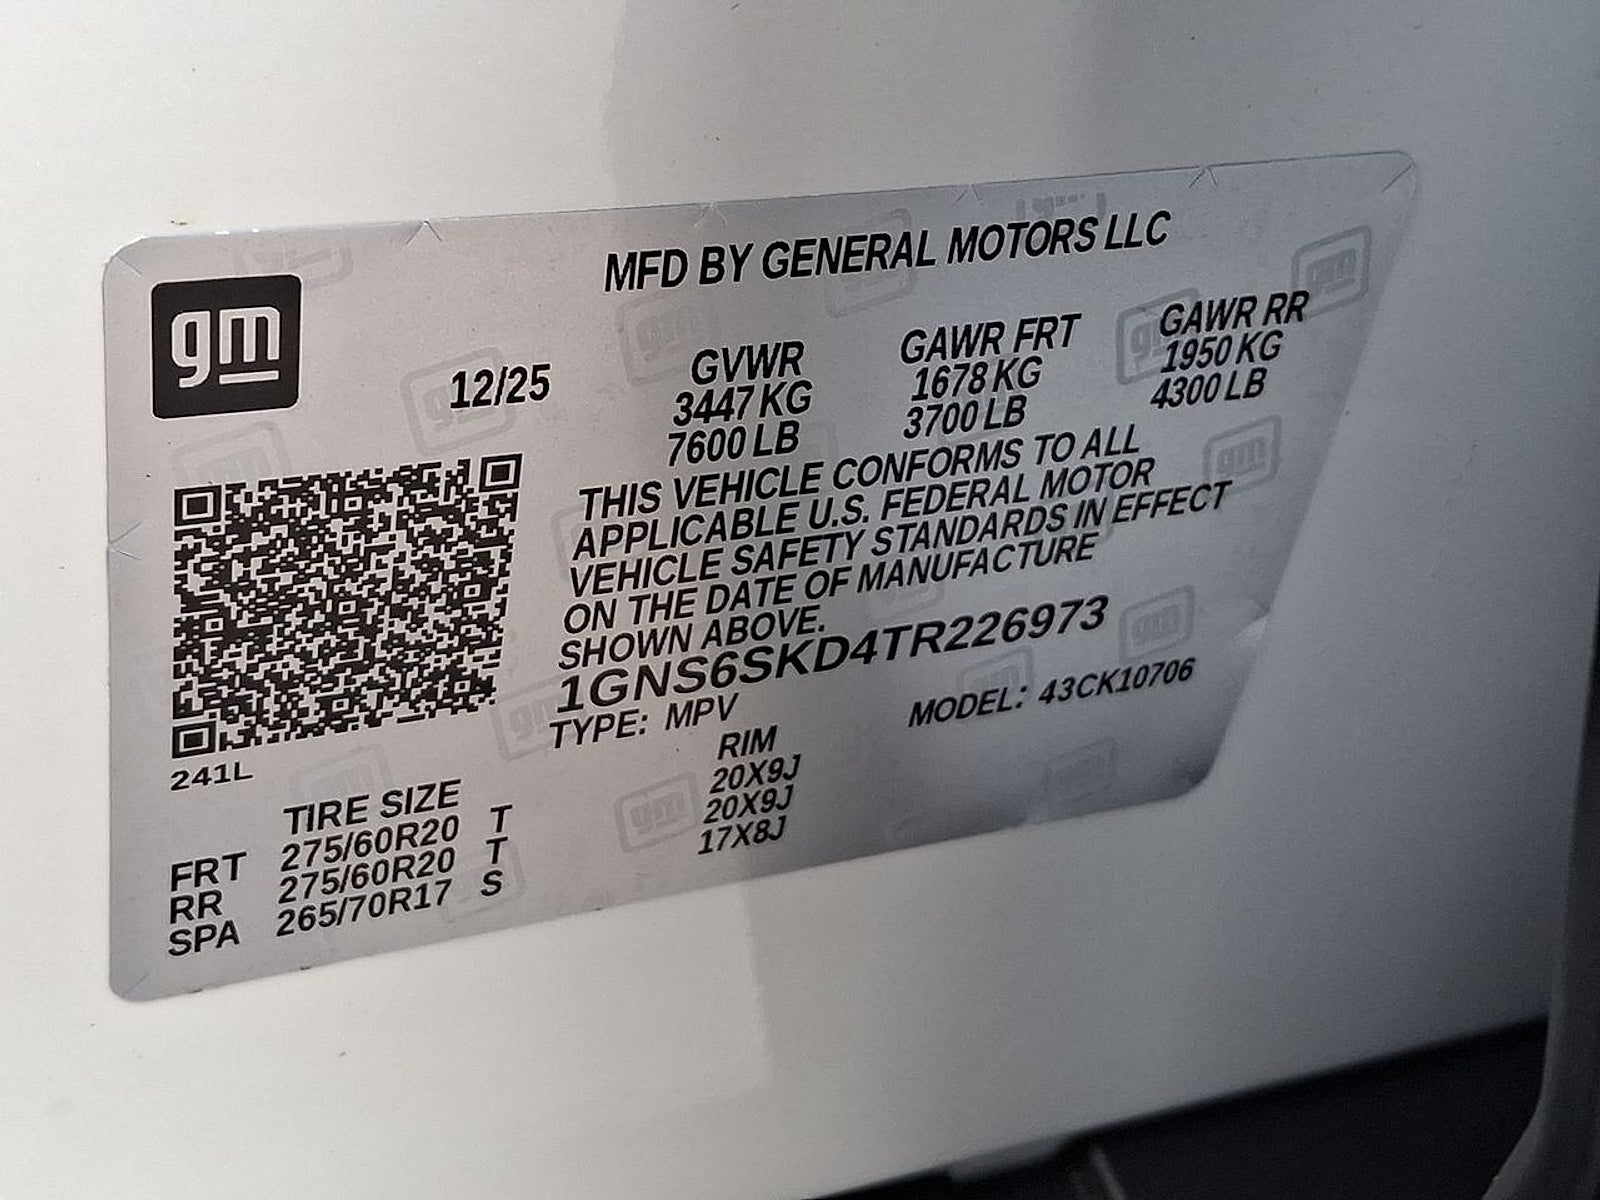 gm
MFD BY GENERAL MOTORS LLC
12/25
GVWR GAWR FRT GAWR RR
3447 KG 1678 KG 1950 KG
7600 LB 3700 LB 4300 LB
THIS VEHICLE CONFORMS TO ALL
APPLICABLE U.S. FEDERAL MOTOR
VEHICLE SAFETY STANDARDS IN EFFECT
ON THE DATE OF MANUFACTURE
SHOWN ABOVE.
1GNS6SKD4TR226973
TYPE: MPV MODEL: 43CK10706
241L
TIRE SIZE RIM
FRT 275/60R20 T 20X9J
RR 275/60R20 T 20X9J
SPA 265/70R17 S 17X8J